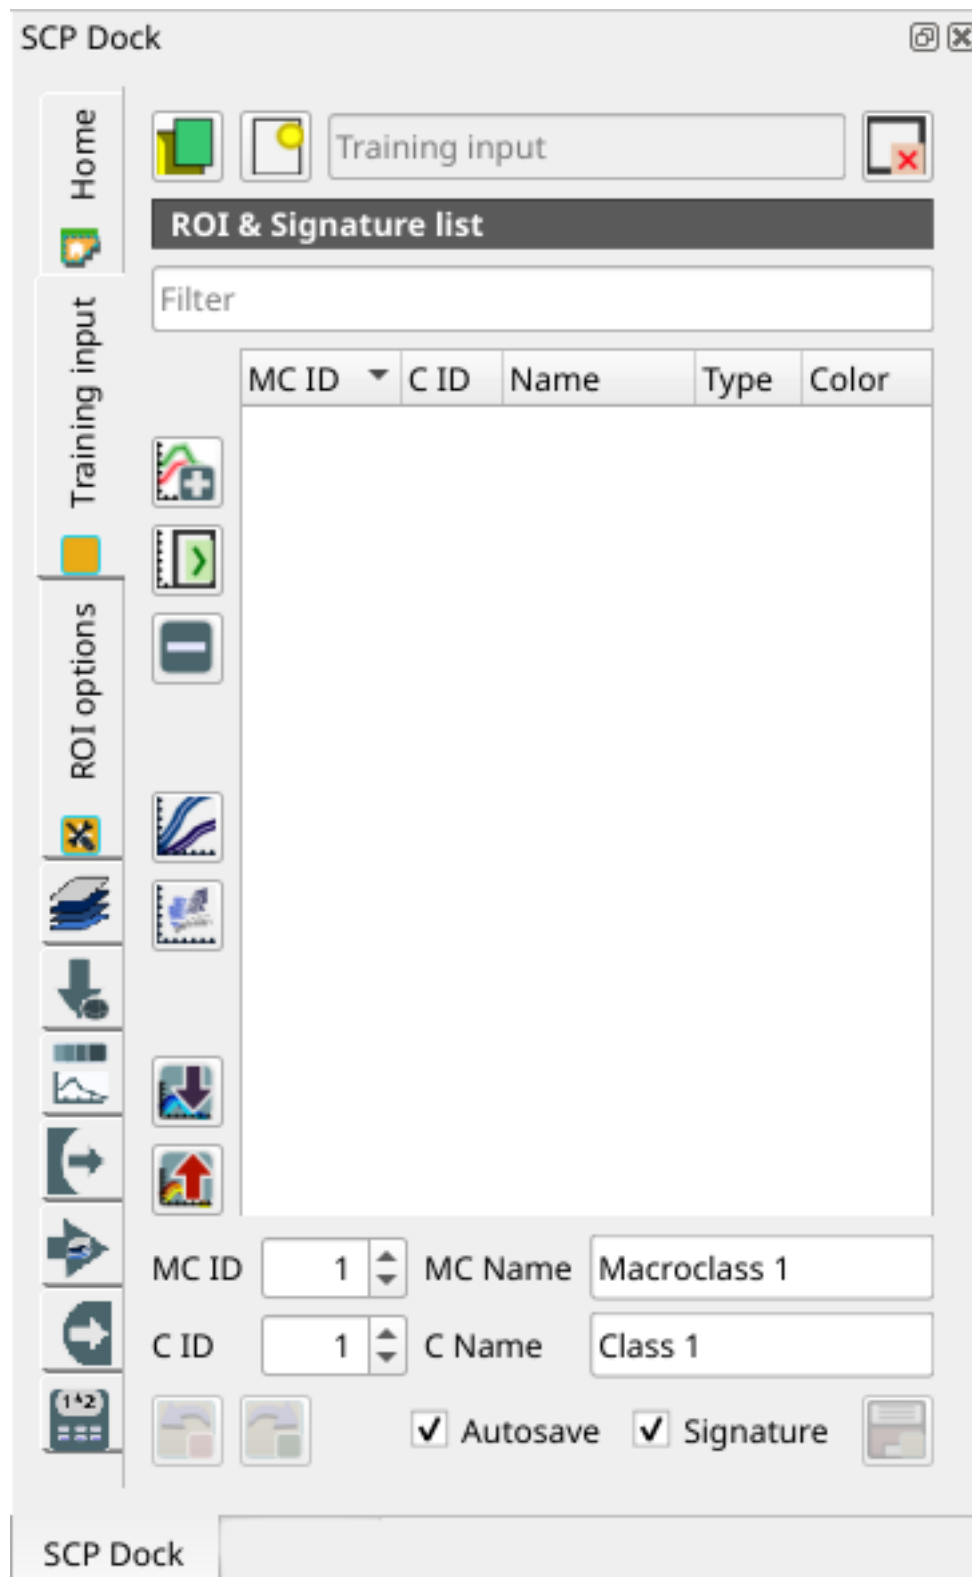 SCP Dock
Home
Training input
ROI options
Training input
ROI & Signature list
Filter
MC ID C ID Name Type Color
MC ID 1 MC Name Macroclass 1
C ID 1 C Name Class 1
Autosave Signature
SCP Dock